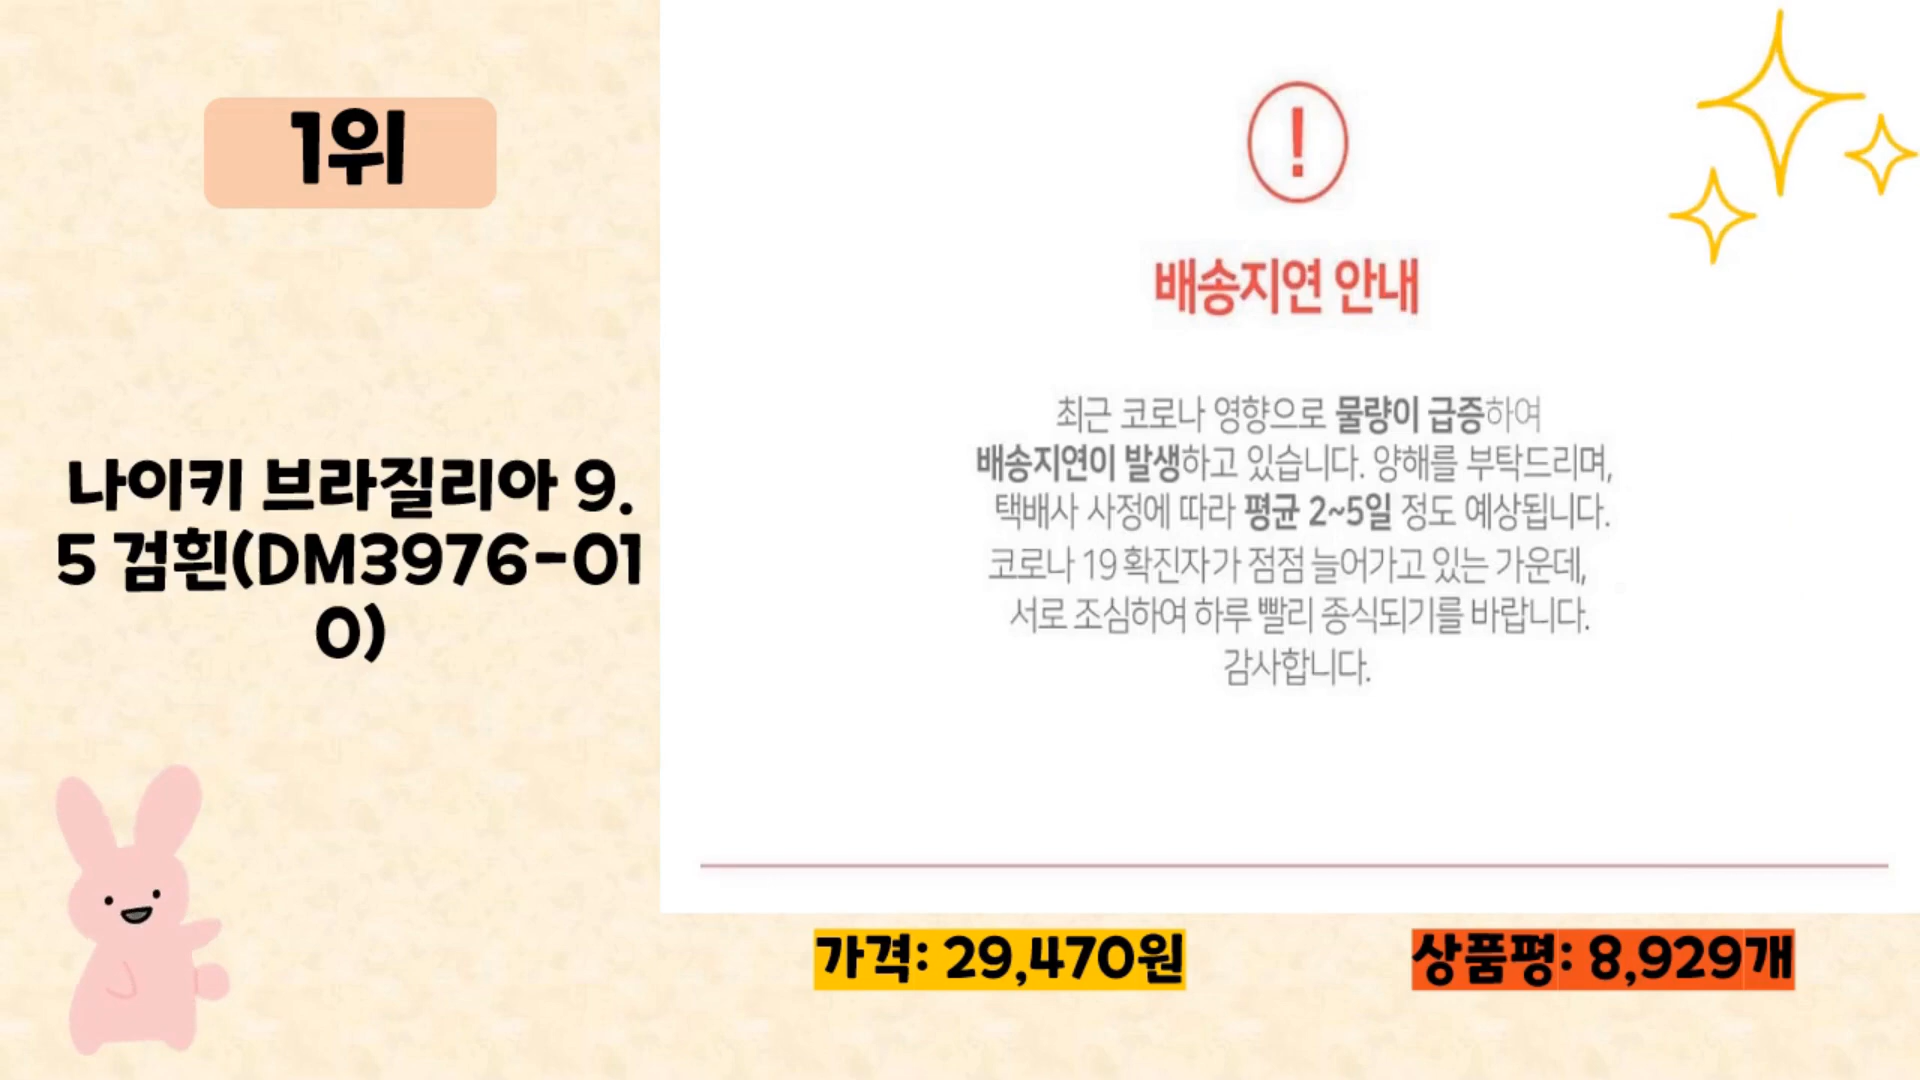 1위
나이키 브라질리아 9.
5 검흰(DM3976-01
0)
!
배송지연 안내
최근 코로나 영향으로 물량이 급증하여
배송지연이 발생하고 있습니다. 양해를 부탁드리며,
택배사 사정에 따라 평균 2~5일 정도 예상됩니다.
코로나 19 확진자가 점점 늘어가고 있는 가운데,
서로 조심하여 하루 빨리 종식되기를 바랍니다.
감사합니다.
가격: 29,470원
상품평: 8,929개